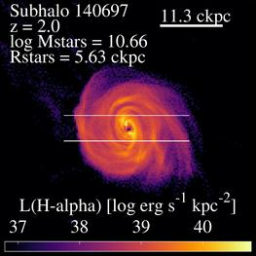 Subhalo 140697
z = 2.0
log Mstars = 10.66
Rstars = 5.63 ckpc
11.3 ckpc
L(H-alpha) [log erg s⁻¹ kpc⁻²]
37 38 39 40